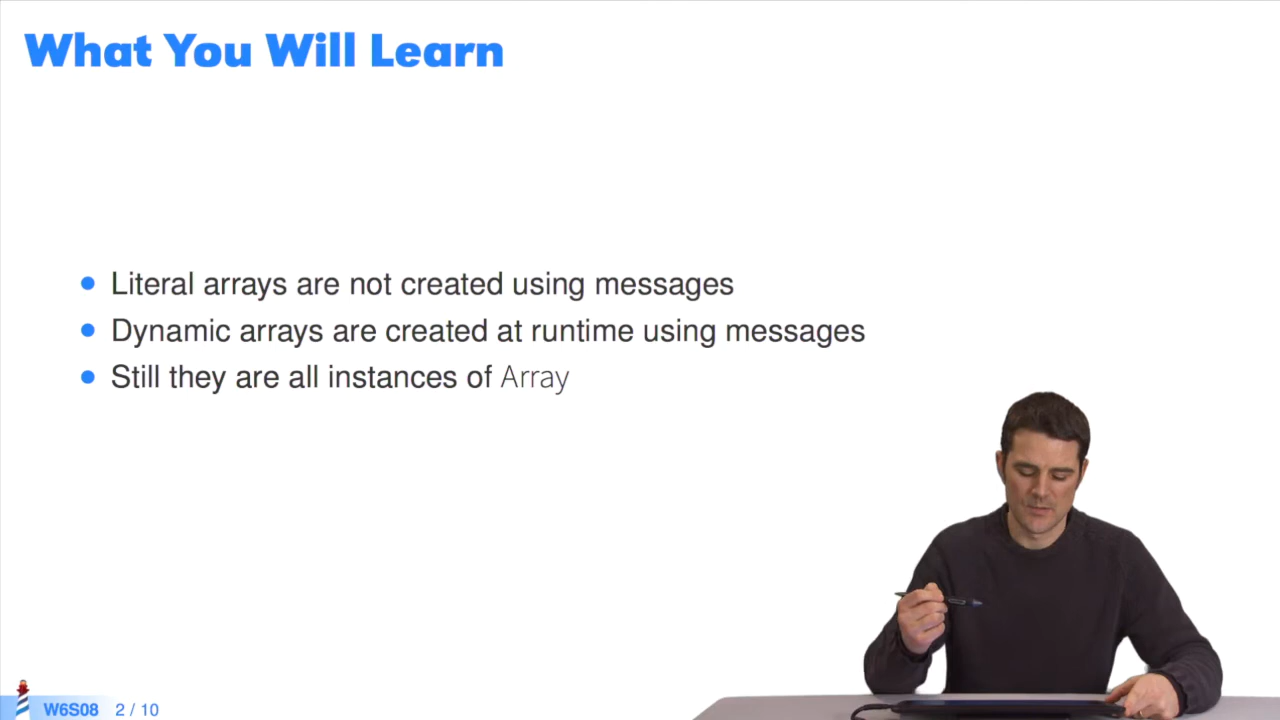 What You Will Learn
Literal arrays are not created using messages
Dynamic arrays are created at runtime using messages
Still they are all instances of Array
W6S08 2 / 10